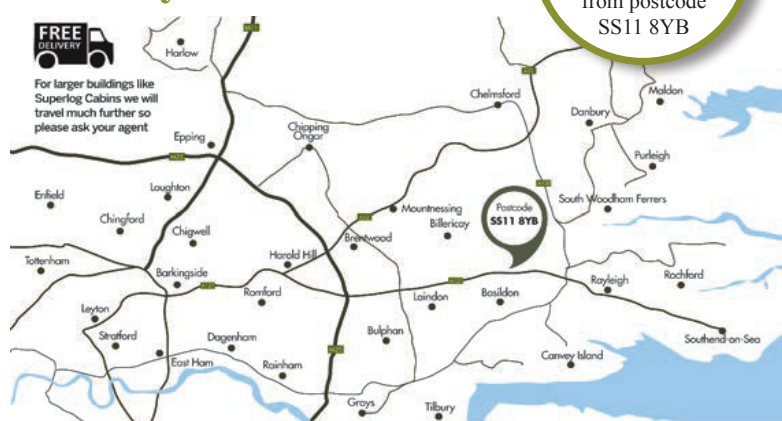 from postcode
SS11 8YB
FREE
DELIVERY
For larger buildings like
Superlog Cabins we will
travel much further so
please ask your agent
Harlow
Chelmsford
Maldon
Danbury
Epping
Chipping
Ongar
Purleigh
Enfield
Loughton
South Woodham Ferrers
Postcode
SS11 8YB
Mountnessing
Billericay
Chingford
Chigwell
Brentwood
Harold Hill
Tottenham
Barkingside
Romford
Laindon
Basildon
Rayleigh
Rochford
Leyton
Stratford
Dagenham
Bulphan
Southend-on-Sea
East Ham
Rainham
Canvey Island
Grays
Tilbury